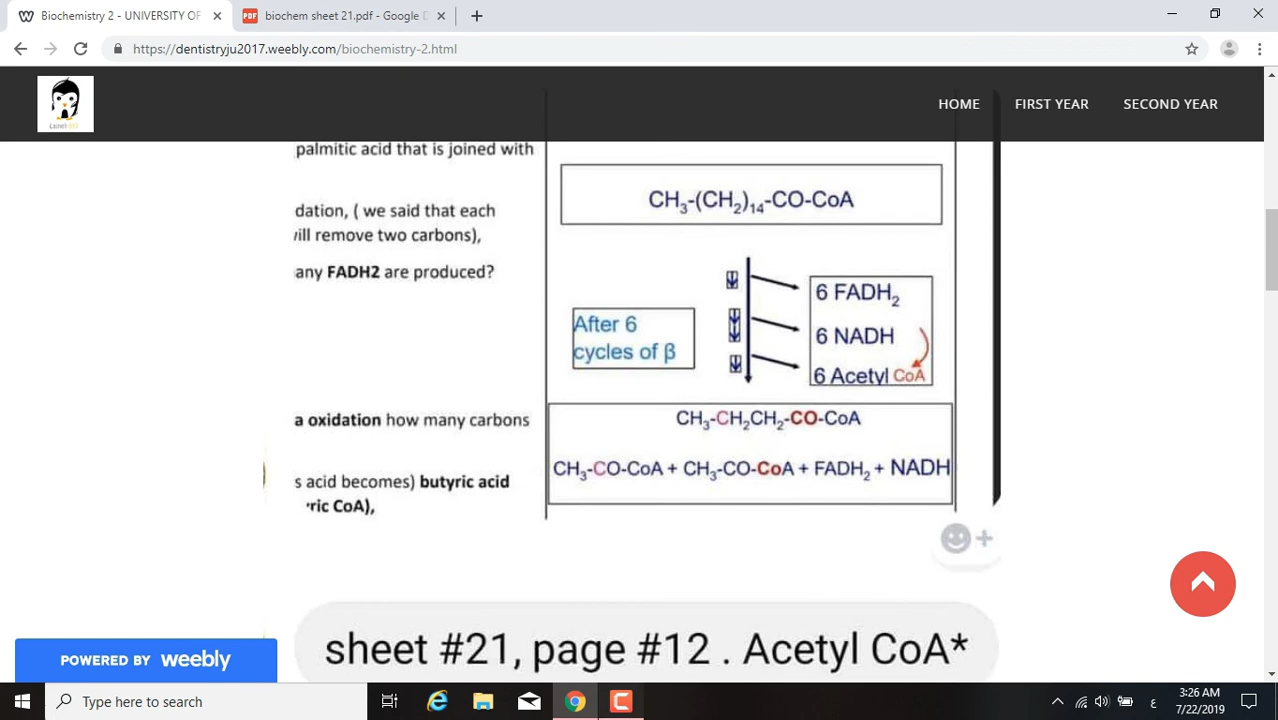 Biochemistry 2 - UNIVERSITY OF
biochem sheet 21.pdf - Google D
https://dentistryju2017.weebly.com/biochemistry-2.html
HOME
FIRST YEAR
SECOND YEAR
palmitic acid that is joined with
dation, ( we said that each
will remove two carbons),
any FADH2 are produced?
a oxidation how many carbons
s acid becomes) butyric acid
ric CoA),
CH3-(CH2)14-CO-CoA
After 6
cycles of β
6 FADH2
6 NADH
6 Acetyl CoA
CH3-CH2CH2-CO-CoA
CH3-CO-CoA + CH3-CO-CoA + FADH2 + NADH
sheet #21, page #12 . Acetyl CoA*
POWERED BY weebly
Type here to search
ع
3:26 AM
7/22/2019